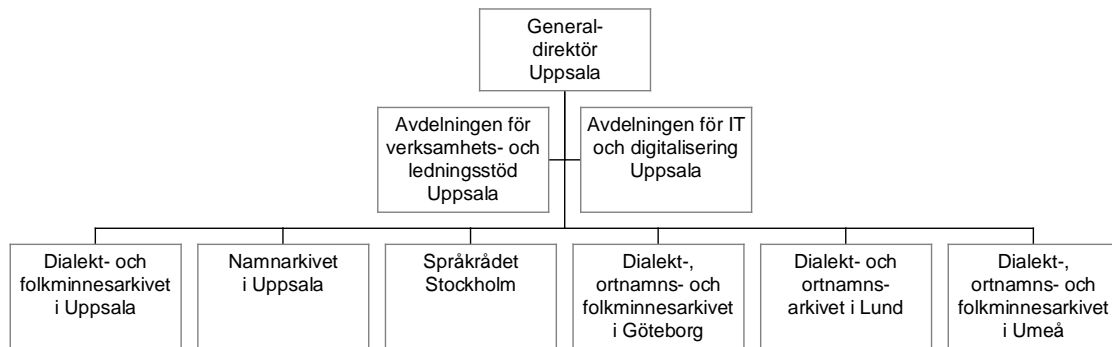 General-
direktör
Uppsala
Avdelningen för
verksamhets- och
ledningsstöd
Uppsala
Avdelningen för IT
och digitalisering
Uppsala
Dialekt- och
folkminnesarkivet
i Uppsala
Namnarkivet
i Uppsala
Språkrådet
Stockholm
Dialekt-,
ortnamns- och
folkminnesarkivet
i Göteborg
Dialekt- och
ortnamns-
arkivet i Lund
Dialekt-,
ortnamns- och
folkminnesarkivet
i Umeå